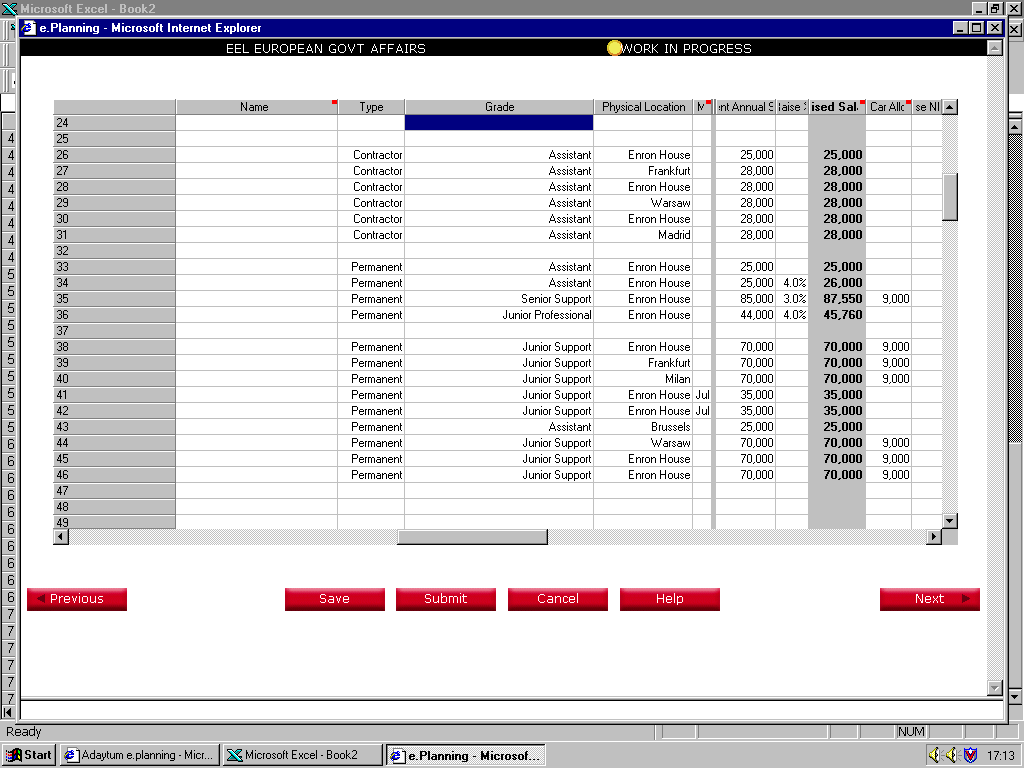 Microsoft Excel - Book2
e.Planning - Microsoft Internet Explorer
EEL EUROPEAN GOVT AFFAIRS WORK IN PROGRESS
Name Type Grade Physical Location M nt Annual S ised Sal Car Allo se NI
24
25
26 Contractor Assistant Enron House 25,000 25,000
27 Contractor Assistant Frankfurt 28,000 28,000
28 Contractor Assistant Enron House 28,000 28,000
29 Contractor Assistant Warsaw 28,000 28,000
30 Contractor Assistant Enron House 28,000 28,000
31 Contractor Assistant Madrid 28,000 28,000
32
33 Permanent Assistant Enron House 25,000 25,000
34 Permanent Assistant Enron House 25,000 4.0% 26,000
35 Permanent Senior Support Enron House 85,000 3.0% 87,550 9,000
36 Permanent Junior Professional Enron House 44,000 4.0% 45,760
37
38 Permanent Junior Support Enron House 70,000 70,000 9,000
39 Permanent Junior Support Frankfurt 70,000 70,000 9,000
40 Permanent Junior Support Milan 70,000 70,000 9,000
41 Permanent Junior Support Enron House Jul 35,000 35,000
42 Permanent Junior Support Enron House Jul 35,000 35,000
43 Permanent Assistant Brussels 25,000 25,000
44 Permanent Junior Support Warsaw 70,000 70,000 9,000
45 Permanent Junior Support Enron House 70,000 70,000 9,000
46 Permanent Junior Support Enron House 70,000 70,000 9,000
47
48
49
Previous Save Submit Cancel Help Next
Ready NUM
Start Adaytum e.planning - Micr... Microsoft Excel - Book2 e.Planning - Microsof... 17:13